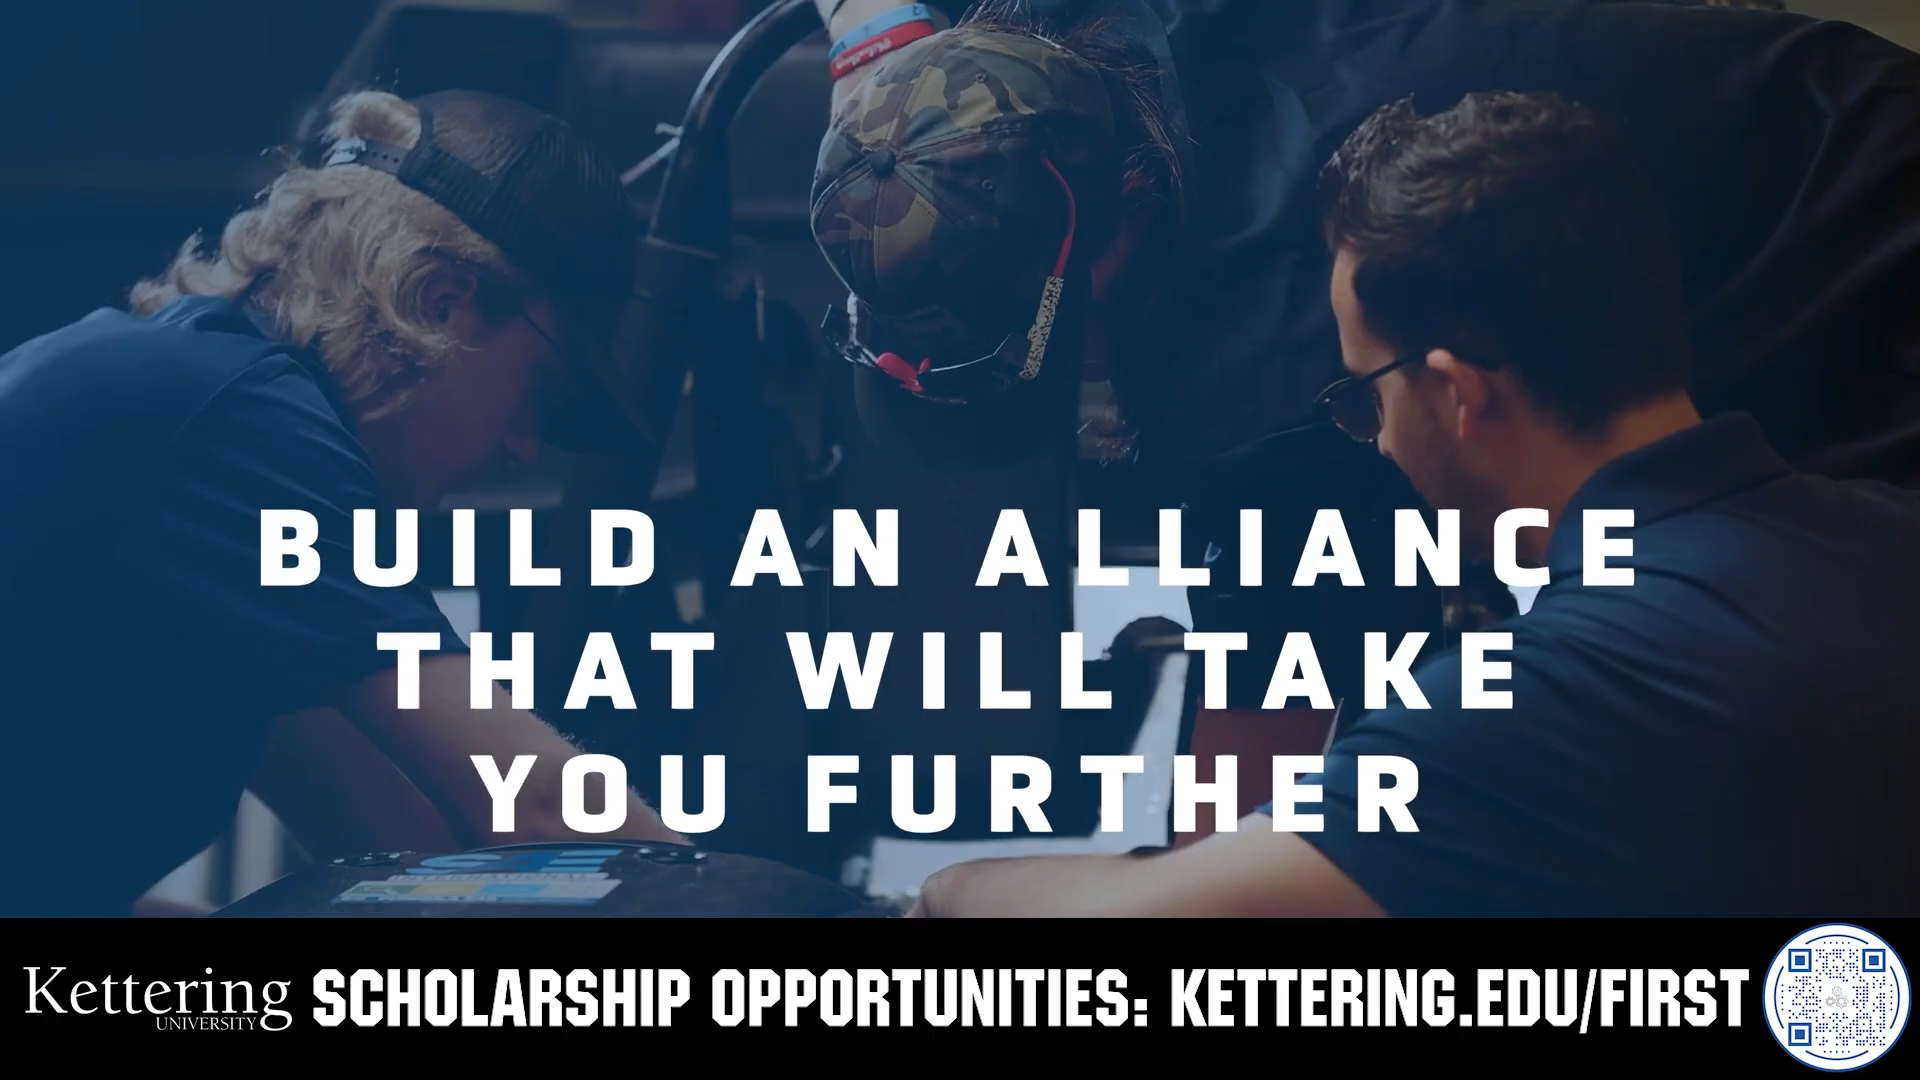 BUILD AN ALLIANCE
THAT WILL TAKE
YOU FURTHER
Kettering
UNIVERSITY
SCHOLARSHIP OPPORTUNITIES: KETTERING.EDU/FIRST